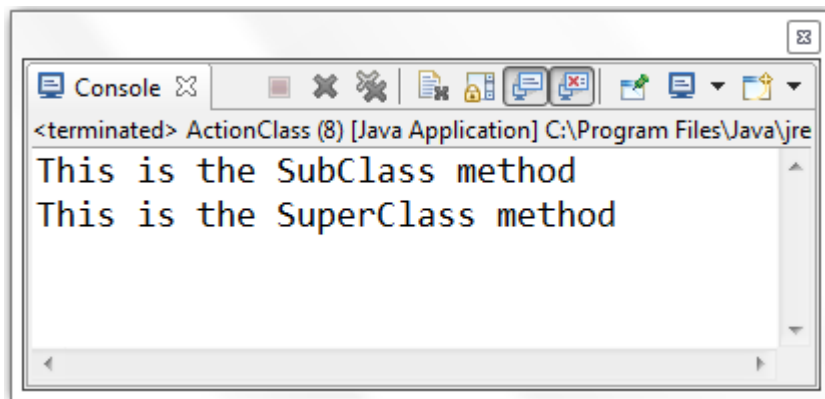 Console
<terminated> ActionClass (8) [Java Application] C:\Program Files\Java\jre
This is the SubClass method
This is the SuperClass method